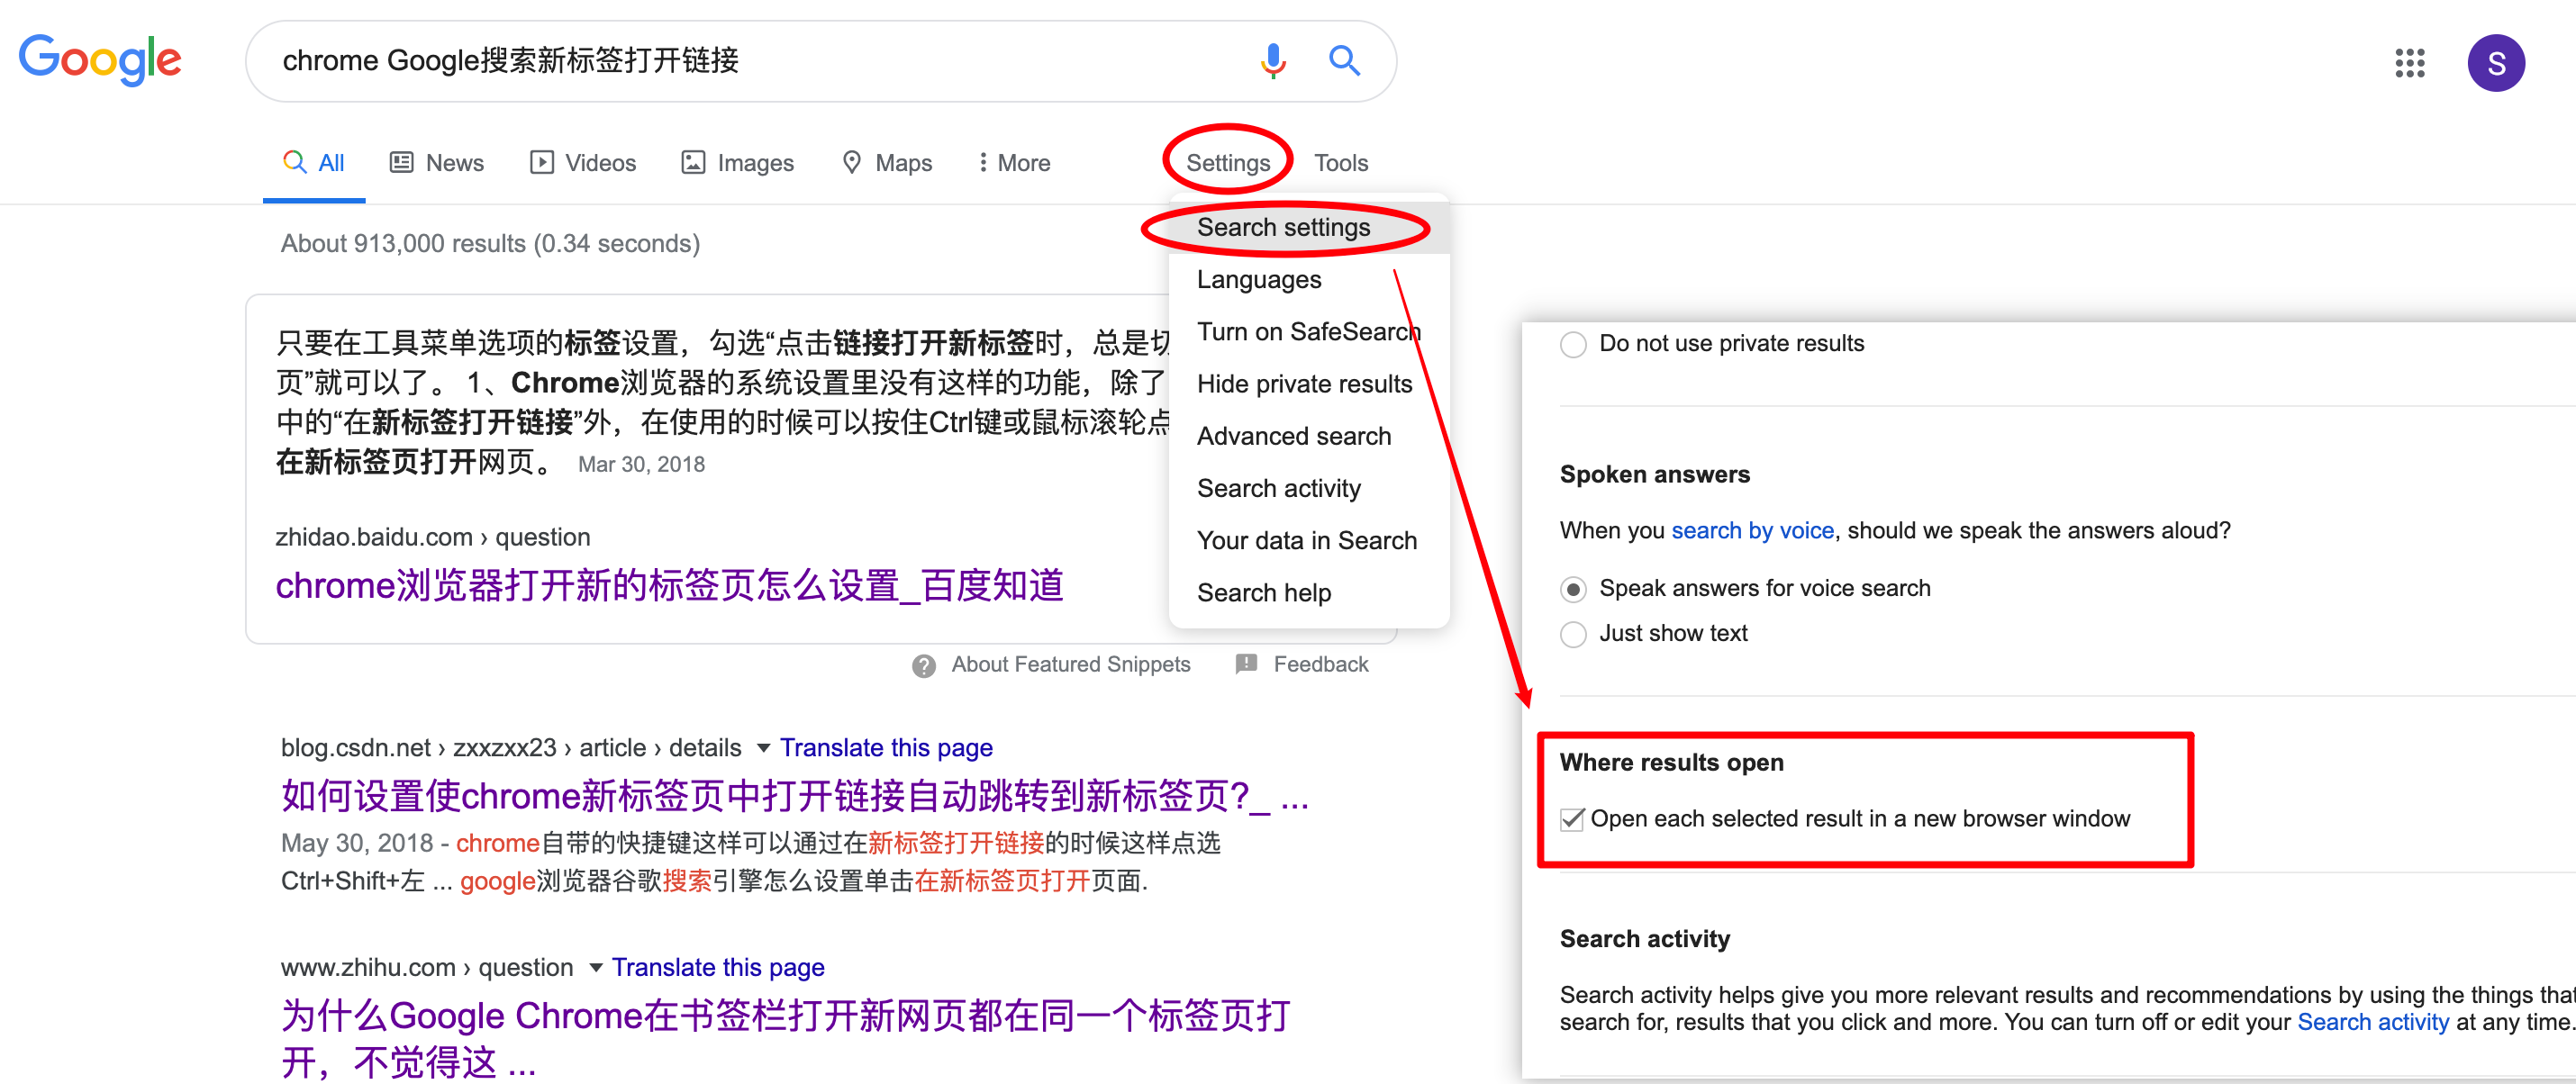 Google
chrome Google搜索新标签打开链接
S
All
News
Videos
Images
Maps
More
Settings
Tools
About 913,000 results (0.34 seconds)
Search settings
Languages
Turn on SafeSearch
Hide private results
Advanced search
Search activity
Your data in Search
Search help
只要在工具菜单选项的标签设置，勾选“点击链接打开新标签时，总是切
页”就可以了。 1、Chrome浏览器的系统设置里没有这样的功能，除了
中的“在新标签打开链接”外，在使用的时候可以按住Ctrl键或鼠标滚轮点
在新标签页打开网页。 Mar 30, 2018
zhidao.baidu.com › question
chrome浏览器打开新的标签页怎么设置_百度知道
About Featured Snippets
Feedback
blog.csdn.net › zxxzxx23 › article › details Translate this page
如何设置使chrome新标签页中打开链接自动跳转到新标签页?_ ...
May 30, 2018 - chrome自带的快捷键这样可以通过在新标签打开链接的时候这样点选
Ctrl+Shift+左 ... google浏览器谷歌搜索引擎怎么设置单击在新标签页打开页面.
www.zhihu.com › question Translate this page
为什么Google Chrome在书签栏打开新网页都在同一个标签页打
开，不觉得这 ...
Do not use private results
Spoken answers
When you search by voice, should we speak the answers aloud?
Speak answers for voice search
Just show text
Where results open
Open each selected result in a new browser window
Search activity
Search activity helps give you more relevant results and recommendations by using the things that
search for, results that you click and more. You can turn off or edit your Search activity at any time.